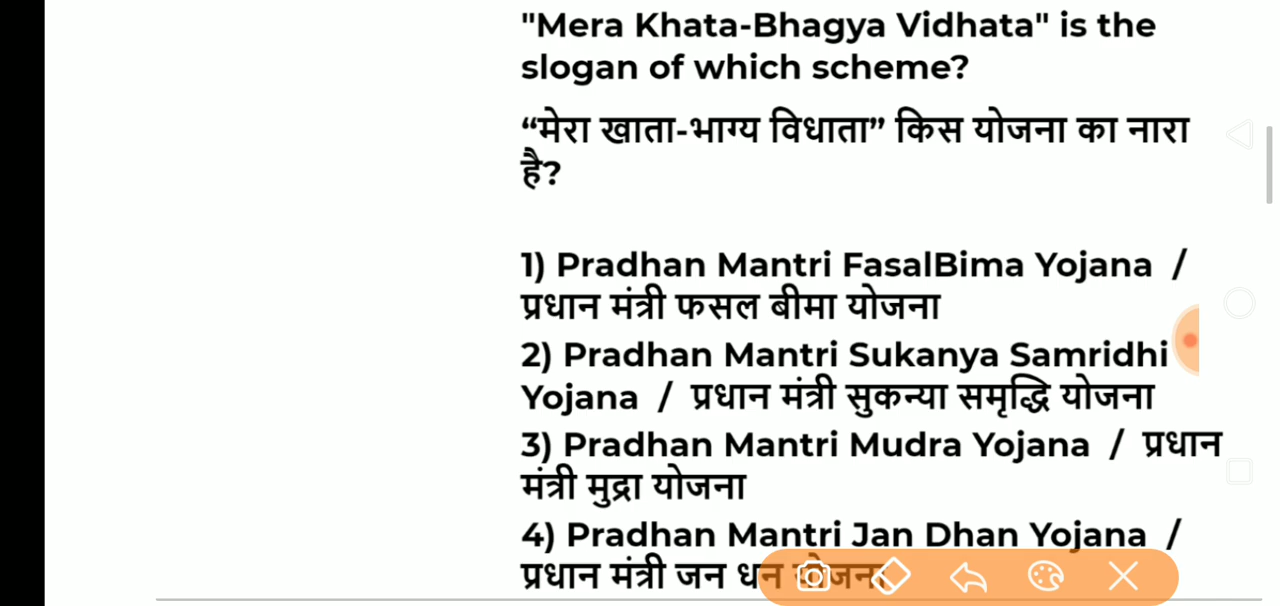 "Mera Khata-Bhagya Vidhata" is the
slogan of which scheme?
“मेरा खाता-भाग्य विधाता” किस योजना का नारा
है?
1) Pradhan Mantri FasalBima Yojana /
प्रधान मंत्री फसल बीमा योजना
2) Pradhan Mantri Sukanya Samridhi
Yojana / प्रधान मंत्री सुकन्या समृद्धि योजना
3) Pradhan Mantri Mudra Yojana / प्रधान
मंत्री मुद्रा योजना
4) Pradhan Mantri Jan Dhan Yojana /
प्रधान मंत्री जन धन योजना